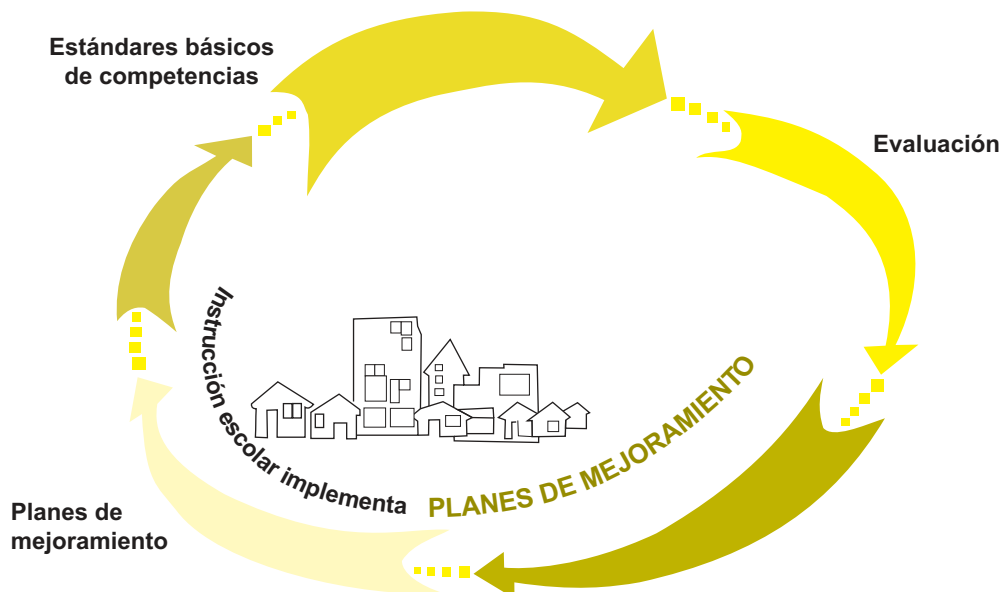 Estándares básicos
de competencias
Evaluación
Instrucción escolar implementa PLANES DE MEJORAMIENTO
Planes de
mejoramiento